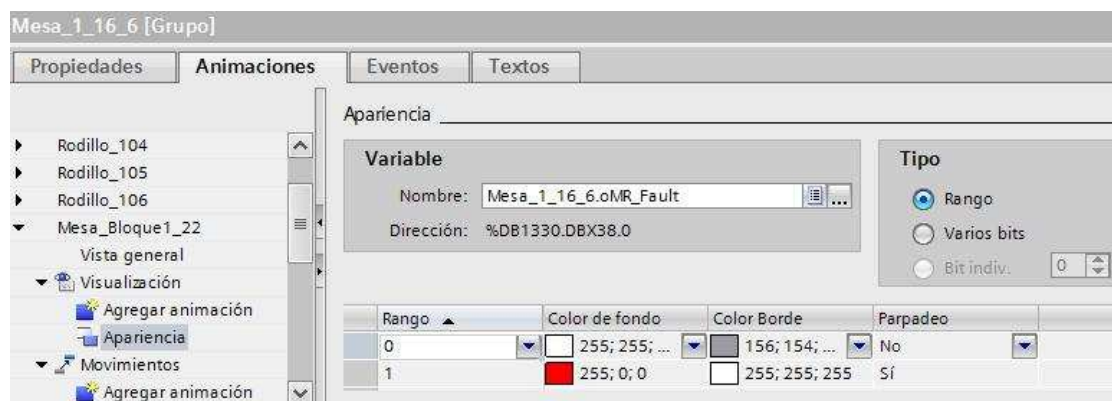 Mesa_1_16_6 [Grupo]
Propiedades
Animaciones
Eventos
Textos
Rodillo_104
Rodillo_105
Rodillo_106
Mesa_Bloque1_22
Vista general
Visualización
Agregar animación
Apariencia
Movimientos
Agregar animación
Apariencia
Variable
Nombre: Mesa_1_16_6.oMR_Fault ...
Dirección: %DB1330.DBX38.0
Tipo
Rango
Varios bits
Bit indiv. 0
Rango Color de fondo Color Borde Parpadeo
0 255; 255; ... 156; 154; ... No
1 255; 0; 0 255; 255; 255 Sí